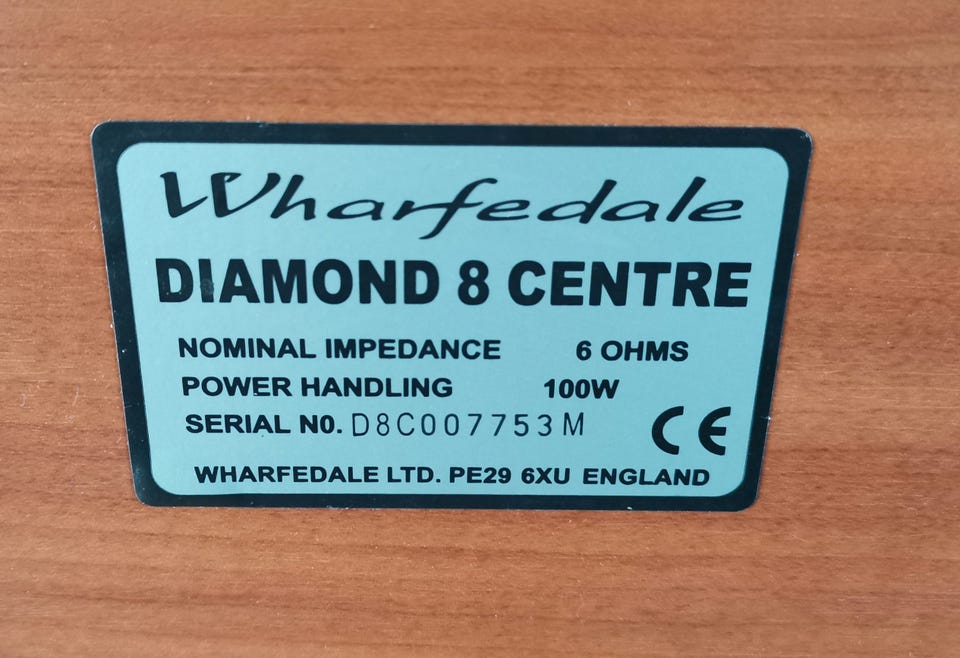 Wharfedale
DIAMOND 8 CENTRE
NOMINAL IMPEDANCE 6 OHMS
POWER HANDLING 100W
SERIAL N0. D8C007753M
CE
WHARFEDALE LTD. PE29 6XU ENGLAND